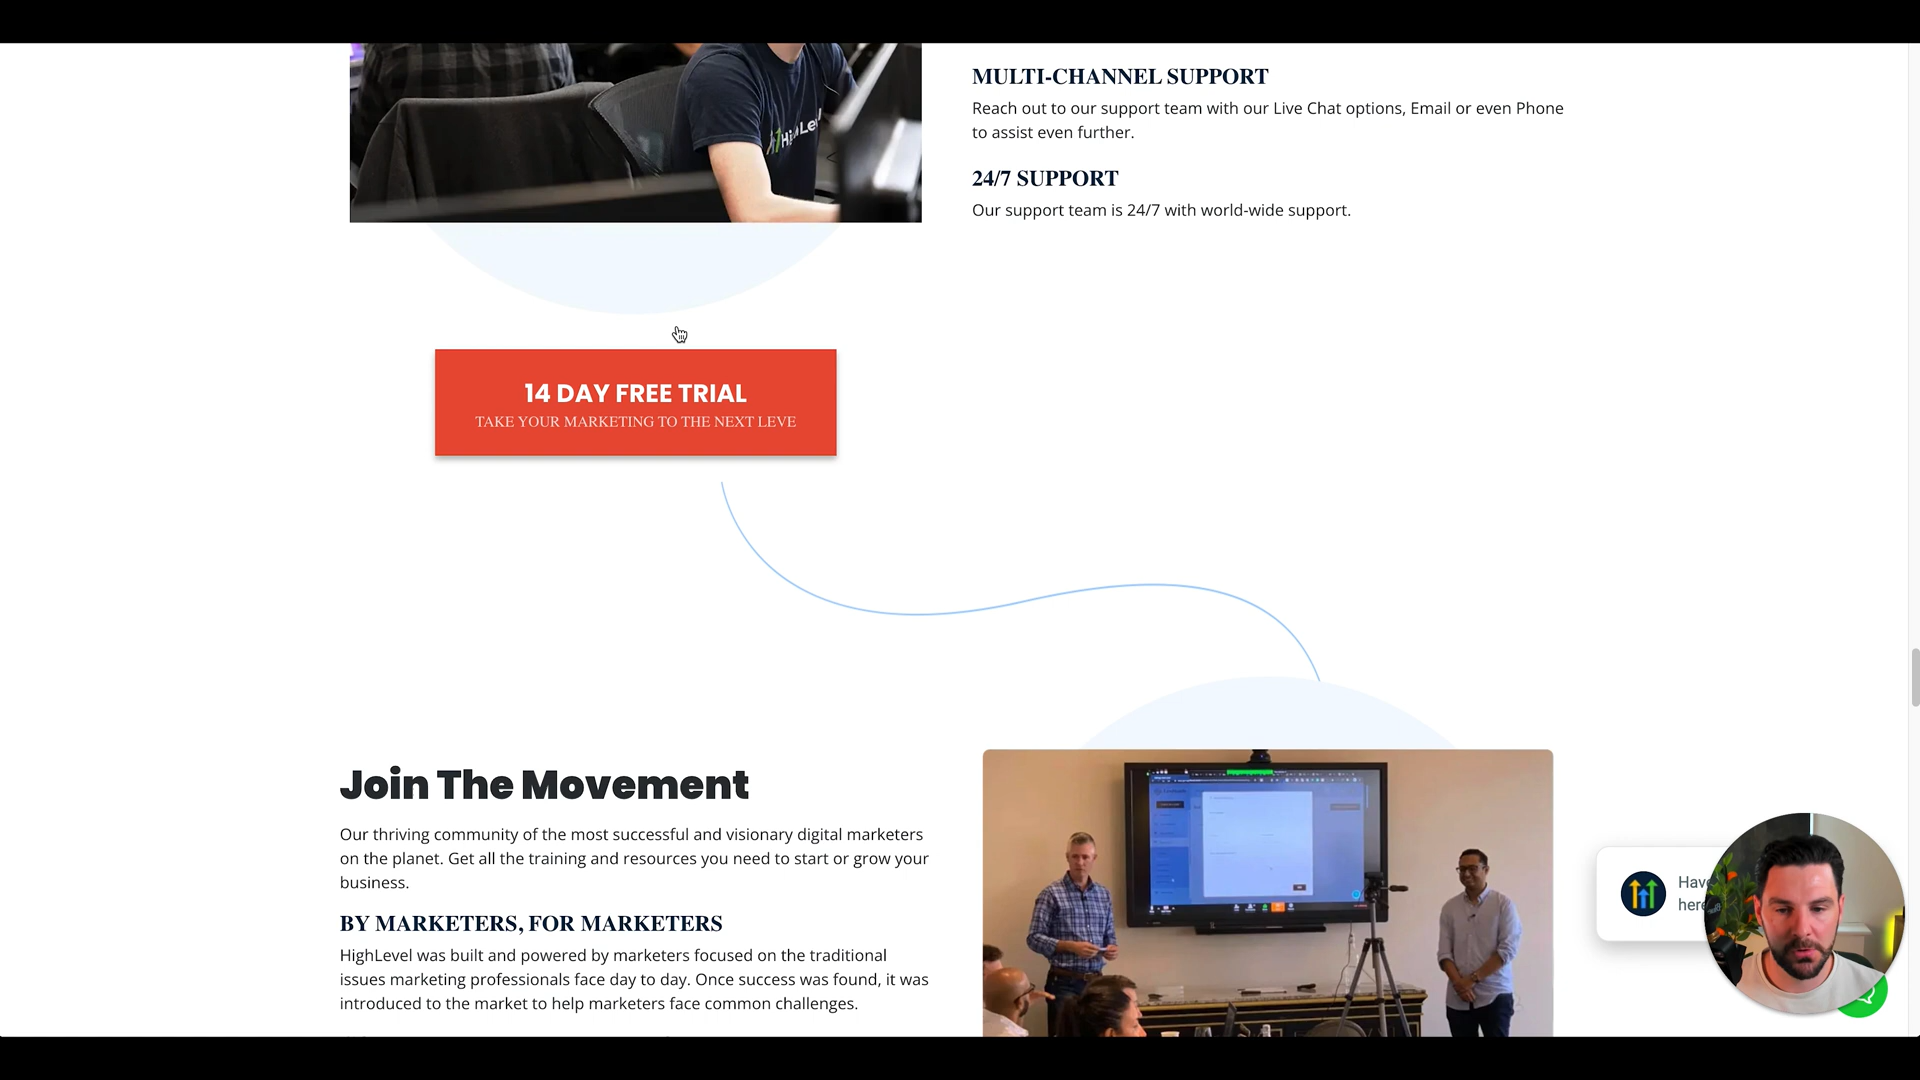 MULTI-CHANNEL SUPPORT
Reach out to our support team with our Live Chat options, Email or even Phone
to assist even further.
24/7 SUPPORT
Our support team is 24/7 with world-wide support.
14 DAY FREE TRIAL
TAKE YOUR MARKETING TO THE NEXT LEVE
Join The Movement
Our thriving community of the most successful and visionary digital marketers
on the planet. Get all the training and resources you need to start or grow your
business.
BY MARKETERS, FOR MARKETERS
HighLevel was built and powered by marketers focused on the traditional
issues marketing professionals face day to day. Once success was found, it was
introduced to the market to help marketers face common challenges.